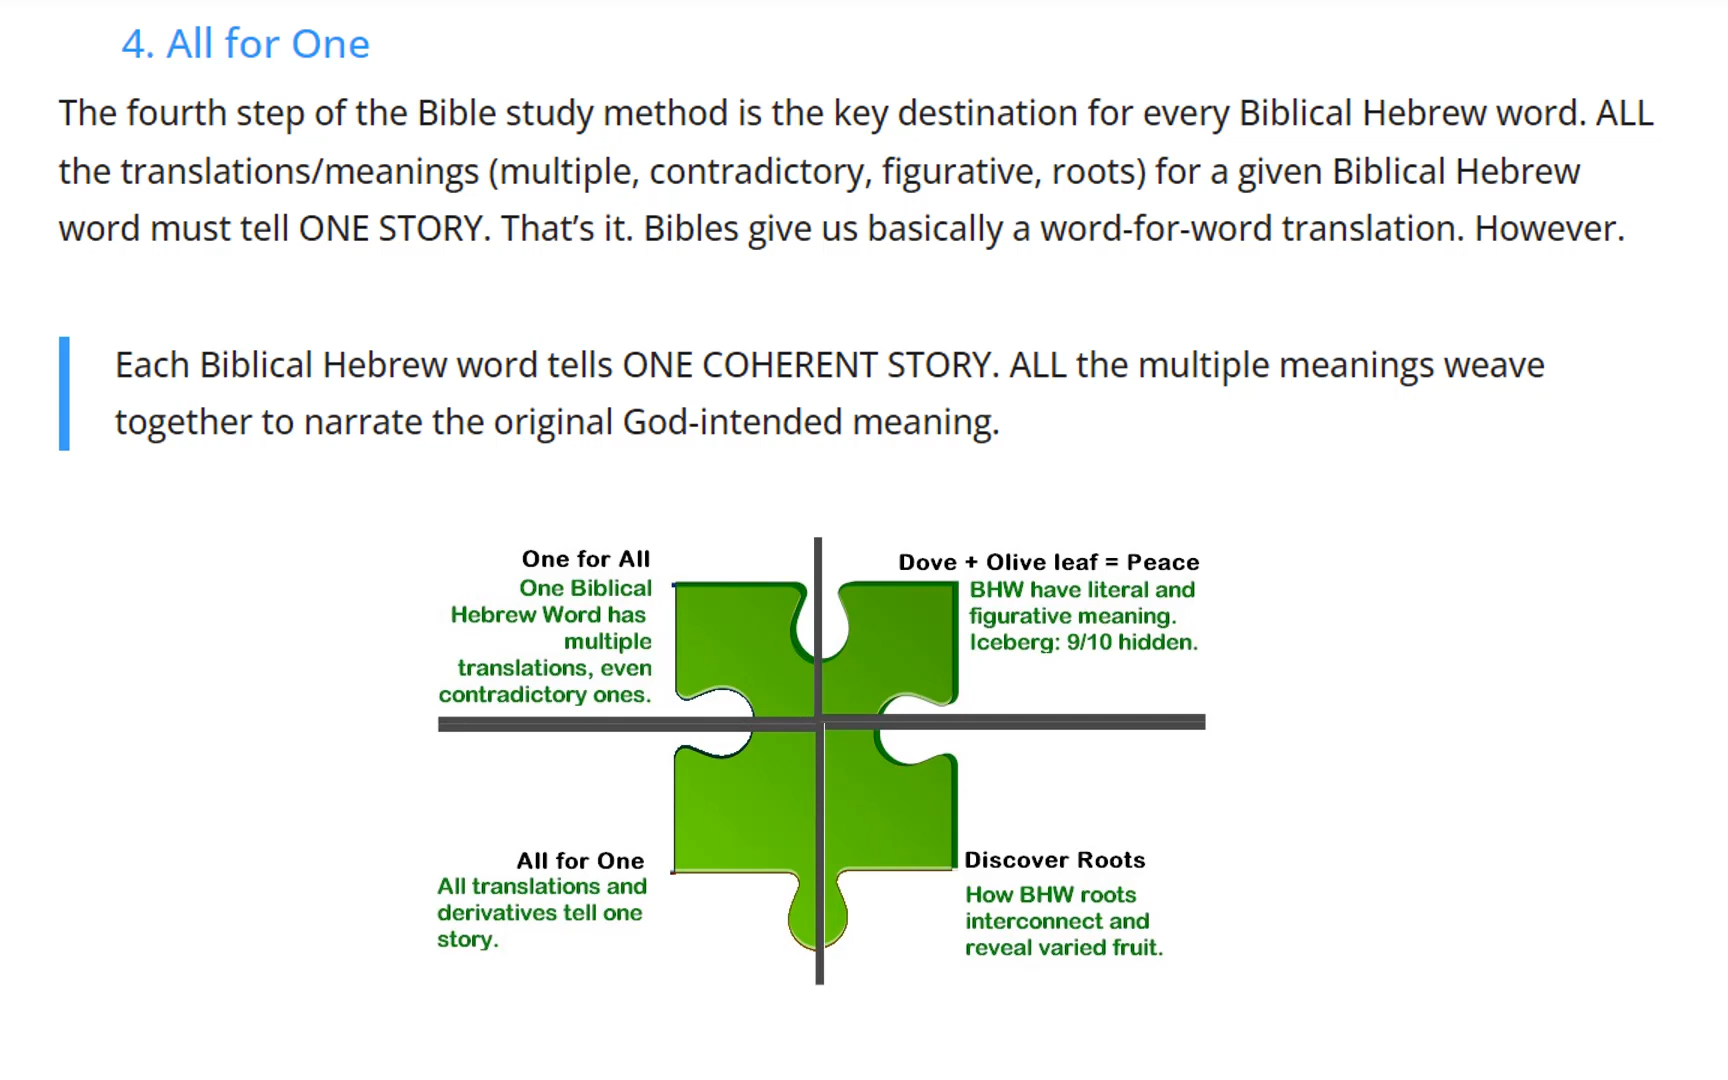 4. All for One
The fourth step of the Bible study method is the key destination for every Biblical Hebrew word. ALL
the translations/meanings (multiple, contradictory, figurative, roots) for a given Biblical Hebrew
word must tell ONE STORY. That’s it. Bibles give us basically a word-for-word translation. However.
Each Biblical Hebrew word tells ONE COHERENT STORY. ALL the multiple meanings weave
together to narrate the original God-intended meaning.
One for All
One Biblical
Hebrew Word has
multiple
translations, even
contradictory ones.
Dove + Olive leaf = Peace
BHW have literal and
figurative meaning.
Iceberg: 9/10 hidden.
All for One
All translations and
derivatives tell one
story.
Discover Roots
How BHW roots
interconnect and
reveal varied fruit.